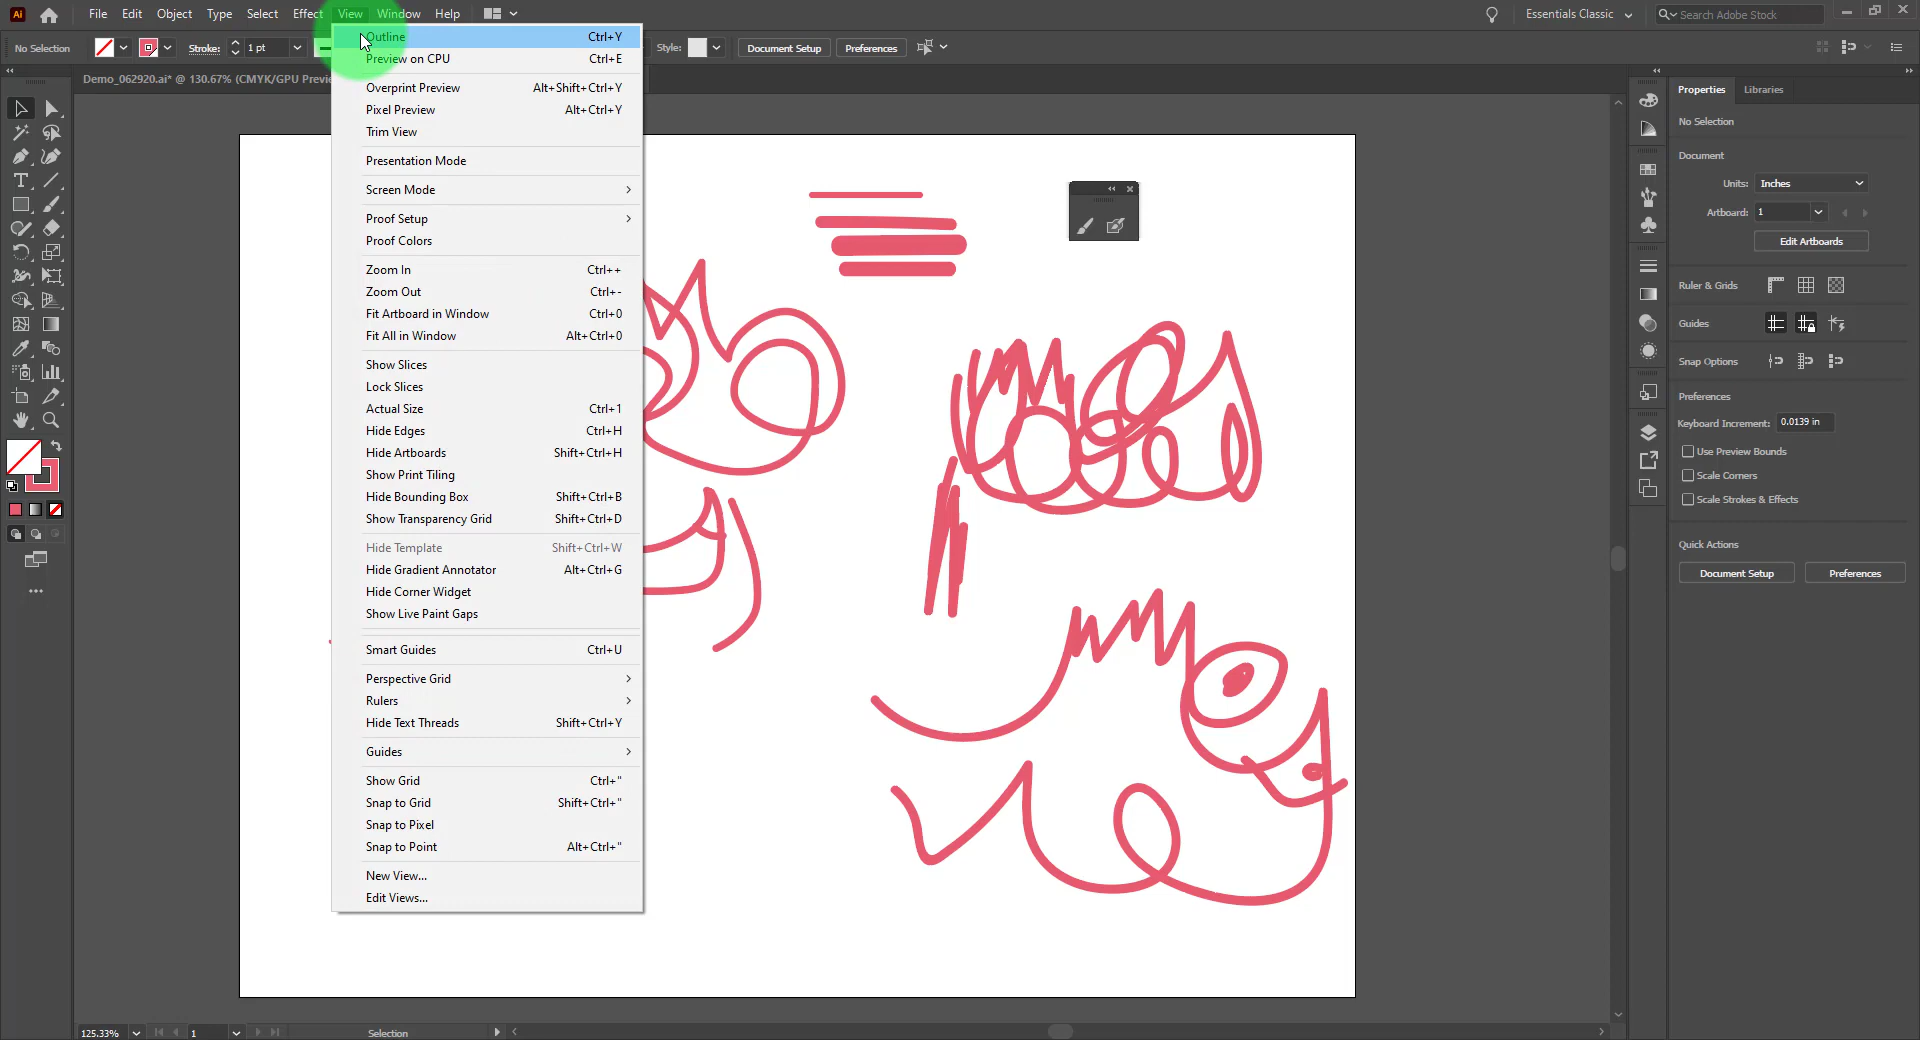 Ai File Edit Object Type Select Effect View Window Help Essentials Classic Search Adobe Stock
No Selection Stroke: 1 pt Style: Document Setup Preferences
Demo_062920.ai* @ 130.67% (CMYK/GPU Previe
Outline Ctrl+Y
Preview on CPU Ctrl+E
Overprint Preview Alt+Shift+Ctrl+Y
Pixel Preview Alt+Ctrl+Y
Trim View
Presentation Mode
Screen Mode
Proof Setup
Proof Colors
Zoom In Ctrl++
Zoom Out Ctrl+-
Fit Artboard in Window Ctrl+0
Fit All in Window Alt+Ctrl+0
Show Slices
Lock Slices
Actual Size Ctrl+1
Hide Edges Ctrl+H
Hide Artboards Shift+Ctrl+H
Show Print Tiling
Hide Bounding Box Shift+Ctrl+B
Show Transparency Grid Shift+Ctrl+D
Hide Template Shift+Ctrl+W
Hide Gradient Annotator Alt+Ctrl+G
Hide Corner Widget
Show Live Paint Gaps
Smart Guides Ctrl+U
Perspective Grid
Rulers
Hide Text Threads Shift+Ctrl+Y
Guides
Show Grid Ctrl+"
Snap to Grid Shift+Ctrl+"
Snap to Pixel
Snap to Point Alt+Ctrl+"
New View...
Edit Views...
Properties Libraries
No Selection
Document
Units: Inches
Artboard: 1
Edit Artboards
Ruler & Grids
Guides
Snap Options
Preferences
Keyboard Increment: 0.0139 in
Use Preview Bounds
Scale Corners
Scale Strokes & Effects
Quick Actions
Document Setup Preferences
125.33% 1 Selection